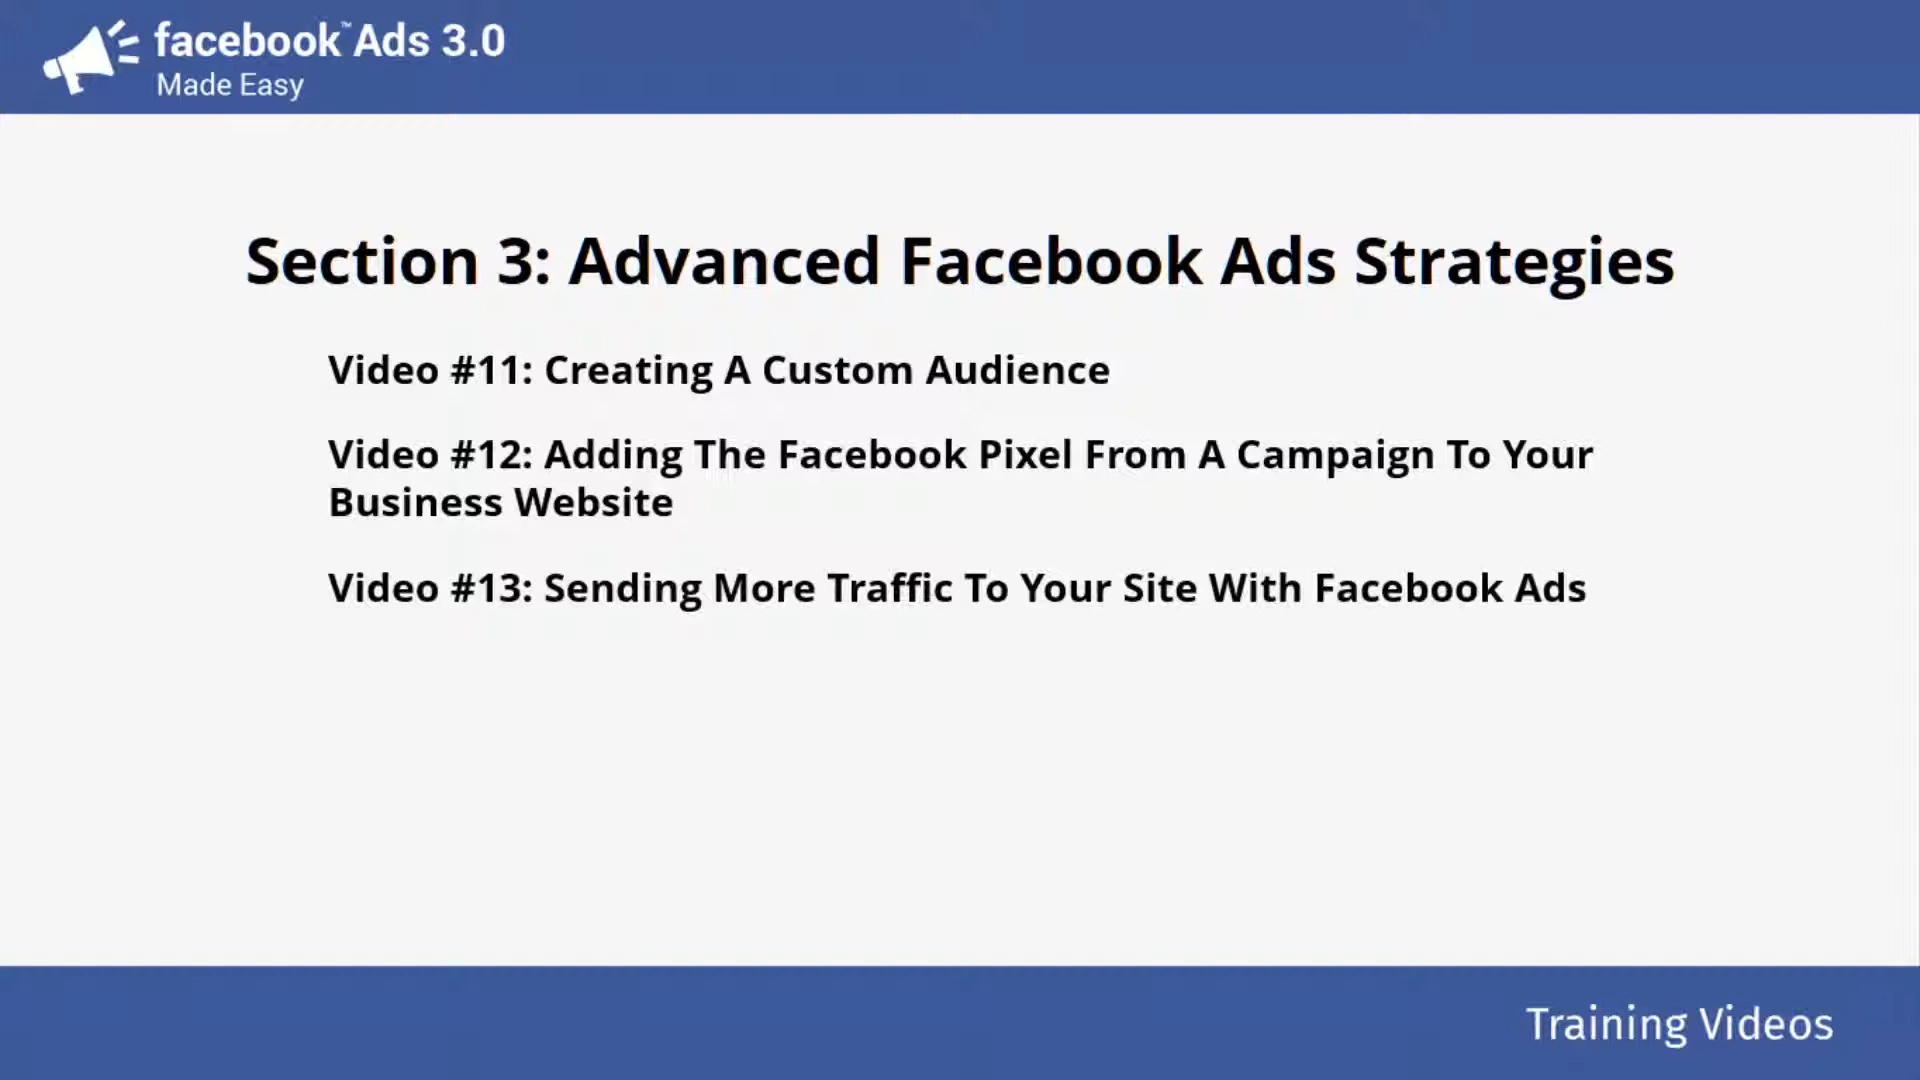 facebook™ Ads 3.0
Made Easy
Section 3: Advanced Facebook Ads Strategies
Video #11: Creating A Custom Audience
Video #12: Adding The Facebook Pixel From A Campaign To Your
Business Website
Video #13: Sending More Traffic To Your Site With Facebook Ads
Training Videos